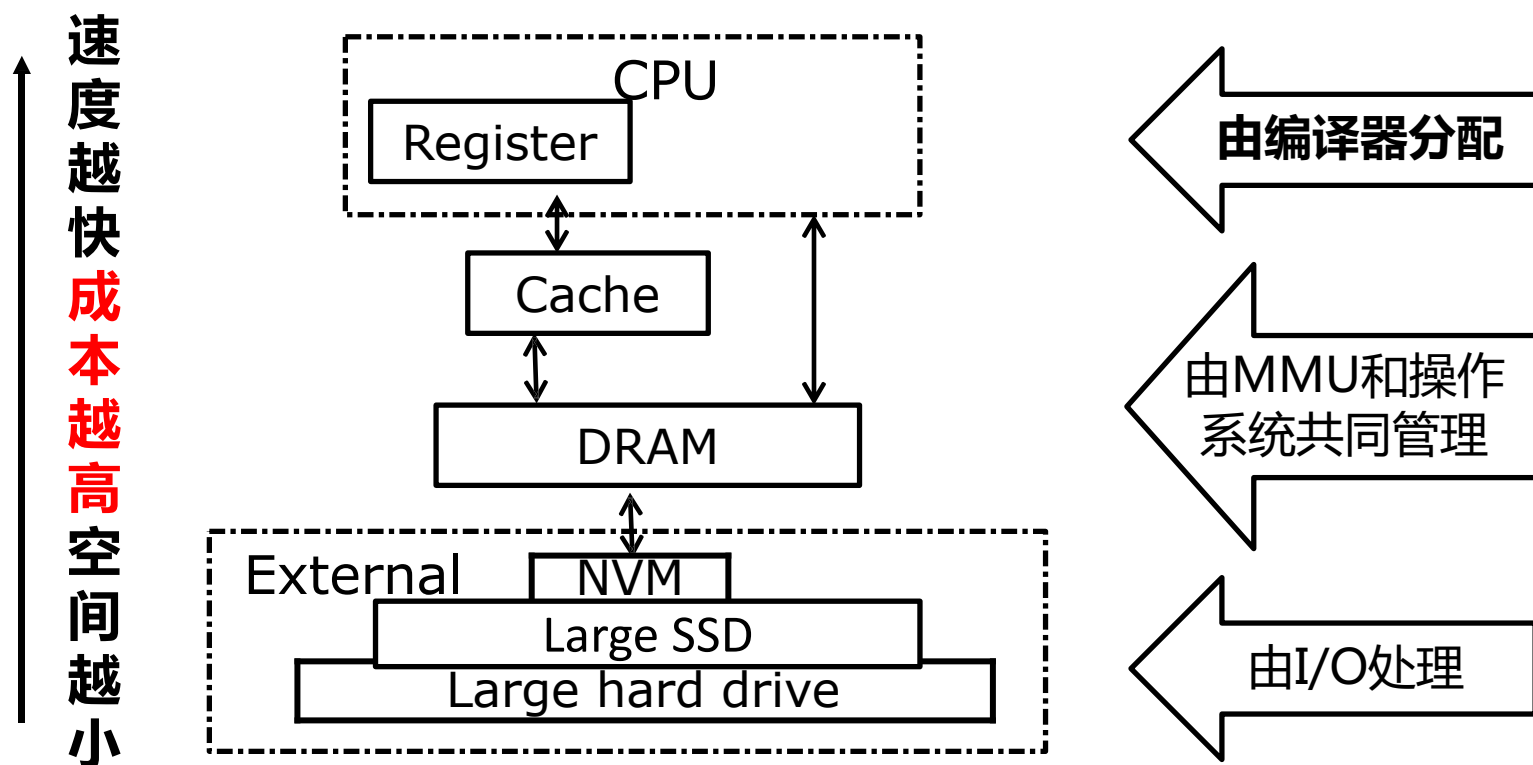 速度越快成本越高空间越小
CPU
Register
Cache
DRAM
External
NVM
Large SSD
Large hard drive
由编译器分配
由MMU和操作
系统共同管理
由I/O处理